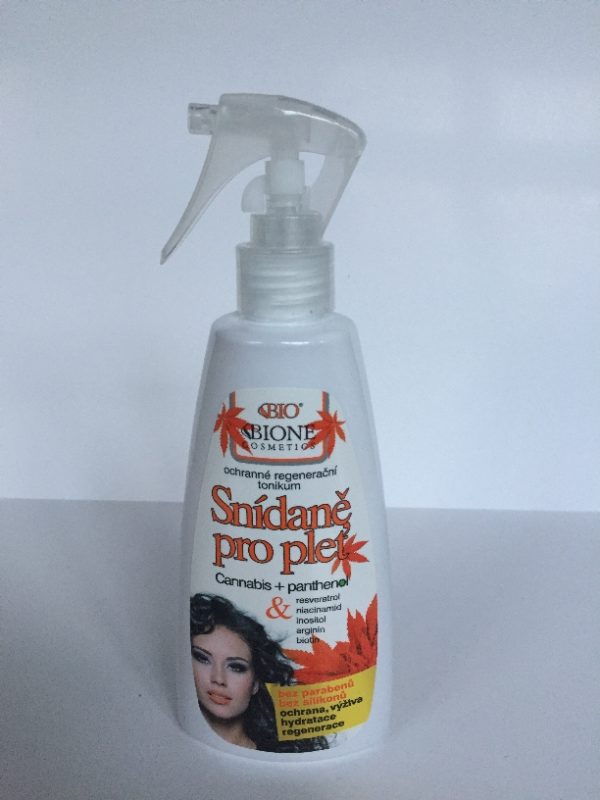 BIO®
BIONE
COSMETICS
ochranné regenerační
tonikum
Snídaně
pro pleť
Cannabis + panthenol
& resveratrol
niacinamid
inositol
arginin
biotin
bez parabenů
bez silikonů
ochrana, výživa
hydratace
regenerace